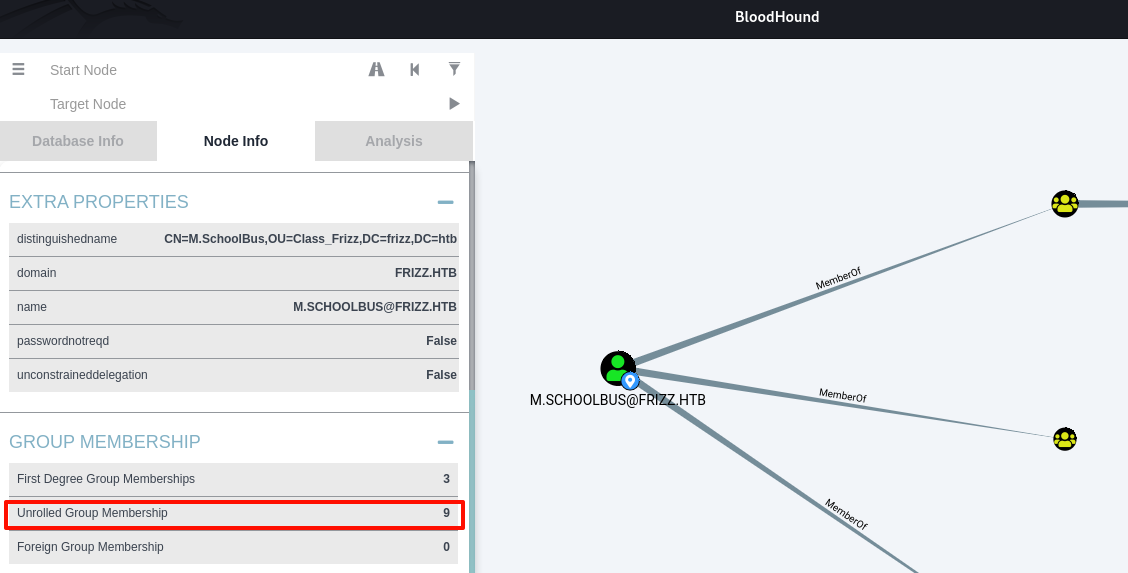 BloodHound
Start Node
Target Node
Database Info Node Info Analysis
EXTRA PROPERTIES
distinguishedname CN=M.SchoolBus,OU=Class_Frizz,DC=frizz,DC=htb
domain FRIZZ.HTB
name M.SCHOOLBUS@FRIZZ.HTB
passwordnotreqd False
unconstraineddelegation False
GROUP MEMBERSHIP
First Degree Group Memberships 3
Unrolled Group Membership 9
Foreign Group Membership 0
MemberOf
MemberOf
M.SCHOOLBUS@FRIZZ.HTB
MemberOf